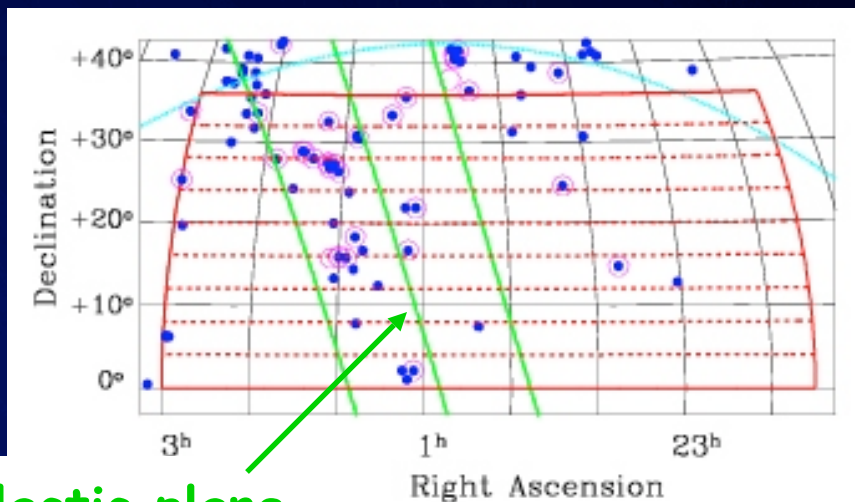 Declination
+40°
+30°
+20°
+10°
0°
3ʰ 1ʰ 23ʰ
Right Ascension
lactic plane